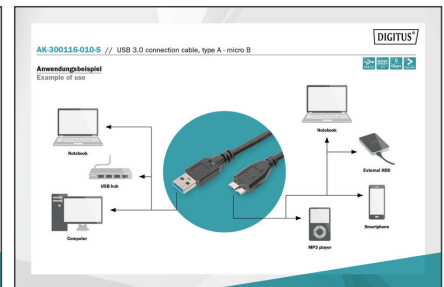 DIGITUS®
AK-300116-010-S // USB 3.0 connection cable, type A - micro B
Anwendungsbeispiel
Example of use
Notebook
USB hub
Computer
Notebook
External HDD
Smartphone
MP3 player